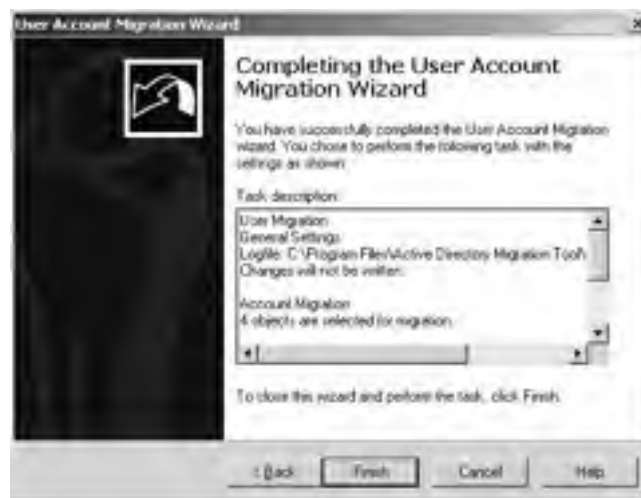 User Account Migration Wizard
Completing the User Account
Migration Wizard
You have successfully completed the User Account Migration
wizard. You chose to perform the following task with the
settings as shown:
Task description:
User Migration
General Settings
Logfile: C:\Program Files\Active Directory Migration Tool\
Changes will not be written.
Account Migration
4 objects are selected for migration.
To close this wizard and perform the task, click Finish.
< Back Finish Cancel Help